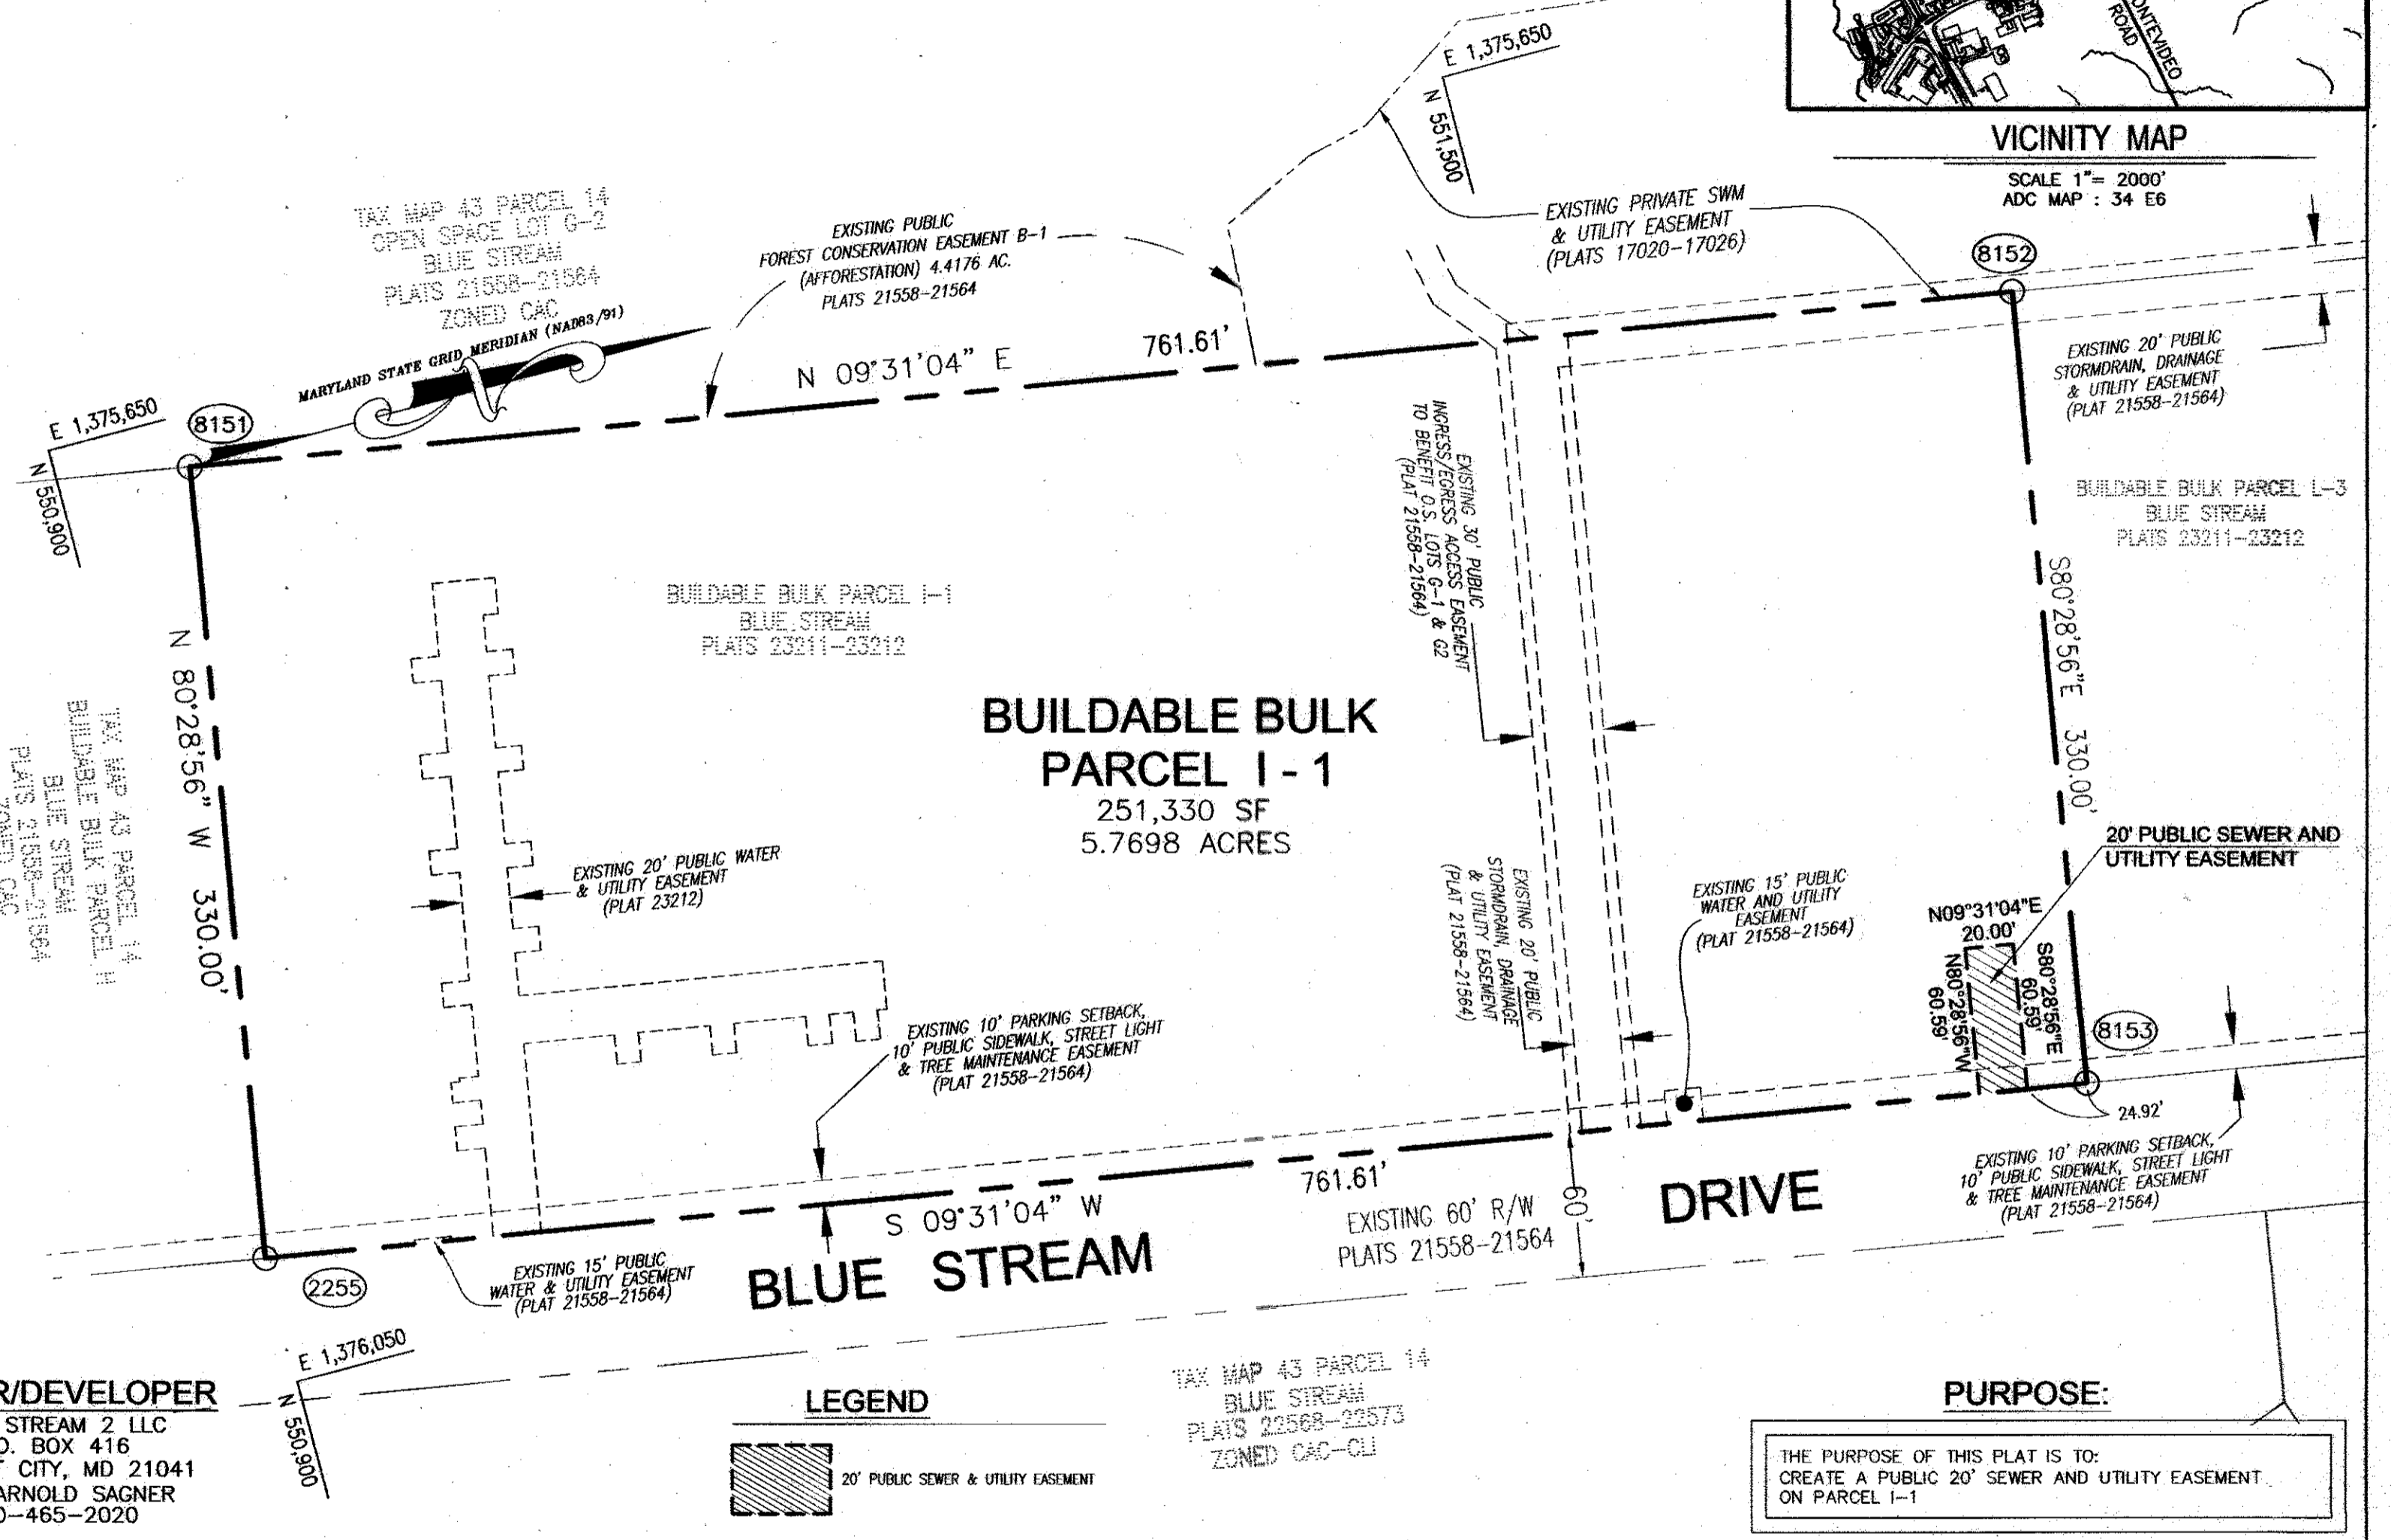 ONTEVIDEO
ROAD
VICINITY MAP
SCALE 1"= 2000'
ADC MAP : 34 E6
E 1,375,650
N 551,500
EXISTING PRIVATE SWM
& UTILITY EASEMENT
(PLATS 17020-17026)
8152
TAX MAP 43 PARCEL 14
OPEN SPACE LOT G-2
BLUE STREAM
PLATS 21558-21564
ZONED CAC
EXISTING PUBLIC
FOREST CONSERVATION EASEMENT B-1
(AFFORESTATION) 4.4176 AC.
PLATS 21558-21564
MARYLAND STATE GRID MERIDIAN (NAD83/91)
N 09°31'04" E
761.61'
E 1,375,650
N 550,900
8151
EXISTING 20' PUBLIC
STORMDRAIN, DRAINAGE
& UTILITY EASEMENT
(PLAT 21558-21564)
EXISTING 30' PUBLIC
INGRESS/EGRESS ACCESS EASEMENT
TO BENEFIT O.S. LOTS G-1 & G2
(PLAT 21558-21564)
BUILDABLE BULK PARCEL L-3
BLUE STREAM
PLATS 23211-23212
S80°28'56"E 330.00'
BUILDABLE BULK PARCEL I-1
BLUE STREAM
PLATS 23211-23212
N 80°28'56" W 330.00'
TAX MAP 43 PARCEL 14
BUILDABLE BULK PARCEL H
BLUE STREAM
PLATS 21558-21564
ZONED CAC
BUILDABLE BULK
PARCEL I - 1
251,330 SF
5.7698 ACRES
EXISTING 20' PUBLIC WATER
& UTILITY EASEMENT
(PLAT 23212)
EXISTING 20' PUBLIC
STORMDRAIN, DRAINAGE
& UTILITY EASEMENT
(PLAT 21558-21564)
EXISTING 15' PUBLIC
WATER AND UTILITY
EASEMENT
(PLAT 21558-21564)
20' PUBLIC SEWER AND
UTILITY EASEMENT
N09°31'04"E
20.00'
N80°28'56"W
60.59'
S80°28'56"E
60.59'
8153
24.92'
EXISTING 10' PARKING SETBACK,
10' PUBLIC SIDEWALK, STREET LIGHT
& TREE MAINTENANCE EASEMENT
(PLAT 21558-21564)
EXISTING 10' PARKING SETBACK,
10' PUBLIC SIDEWALK, STREET LIGHT
& TREE MAINTENANCE EASEMENT
(PLAT 21558-21564)
S 09°31'04" W
761.61'
EXISTING 60' R/W
PLATS 21558-21564
60'
BLUE STREAM DRIVE
2255
EXISTING 15' PUBLIC
WATER & UTILITY EASEMENT
(PLAT 21558-21564)
E 1,376,050
N 550,900
R/DEVELOPER
STREAM 2 LLC
O. BOX 416
CITY, MD 21041
ARNOLD SAGNER
0-465-2020
LEGEND
20' PUBLIC SEWER & UTILITY EASEMENT
TAX MAP 43 PARCEL 14
BLUE STREAM
PLATS 22568-22573
ZONED CAC-CLI
PURPOSE:
THE PURPOSE OF THIS PLAT IS TO:
CREATE A PUBLIC 20' SEWER AND UTILITY EASEMENT
ON PARCEL I-1